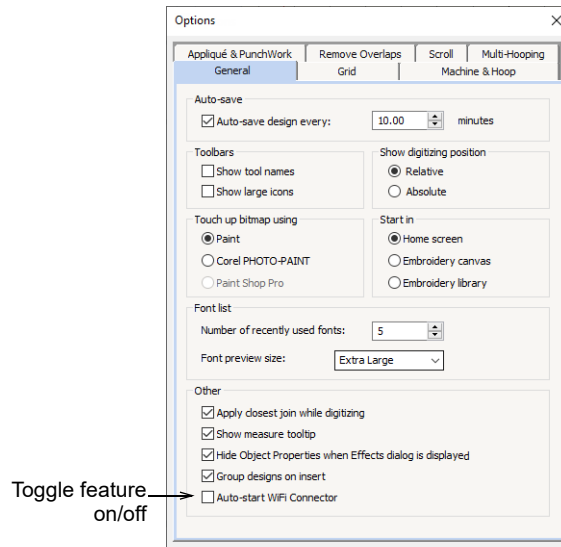 Options
Appliqué & PunchWork Remove Overlaps Scroll Multi-Hooping
General Grid Machine & Hoop
Auto-save
Auto-save design every: 10.00 minutes
Toolbars
Show tool names
Show large icons
Show digitizing position
Relative
Absolute
Touch up bitmap using
Paint
Corel PHOTO-PAINT
Paint Shop Pro
Start in
Home screen
Embroidery canvas
Embroidery library
Font list
Number of recently used fonts: 5
Font preview size: Extra Large
Other
Apply closest join while digitizing
Show measure tooltip
Hide Object Properties when Effects dialog is displayed
Group designs on insert
Auto-start WiFi Connector
Toggle feature
on/off